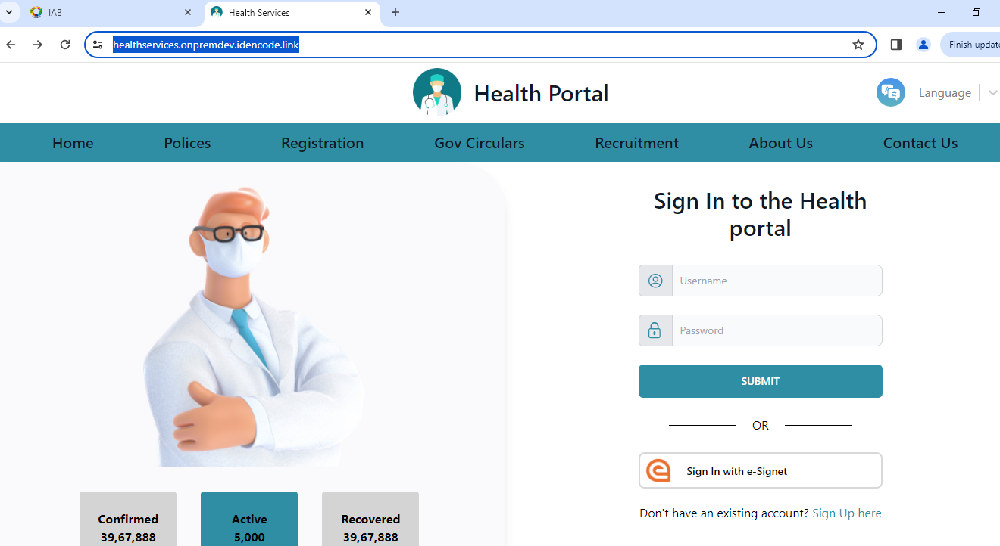 IAB
Health Services
healthservices.onpremdev.idencode.link
Finish update
Health Portal
Language
Home Polices Registration Gov Circulars Recruitment About Us Contact Us
Sign In to the Health
portal
Username
Password
SUBMIT
OR
Sign In with e-Signet
Don't have an existing account? Sign Up here
Confirmed Active Recovered
39,67,888 5,000 39,67,888